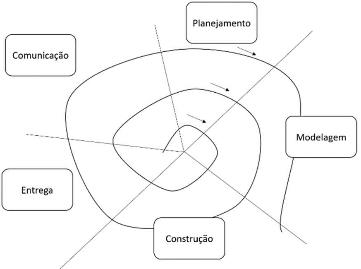 Planejamento
Comunicação
Modelagem
Entrega
Construção